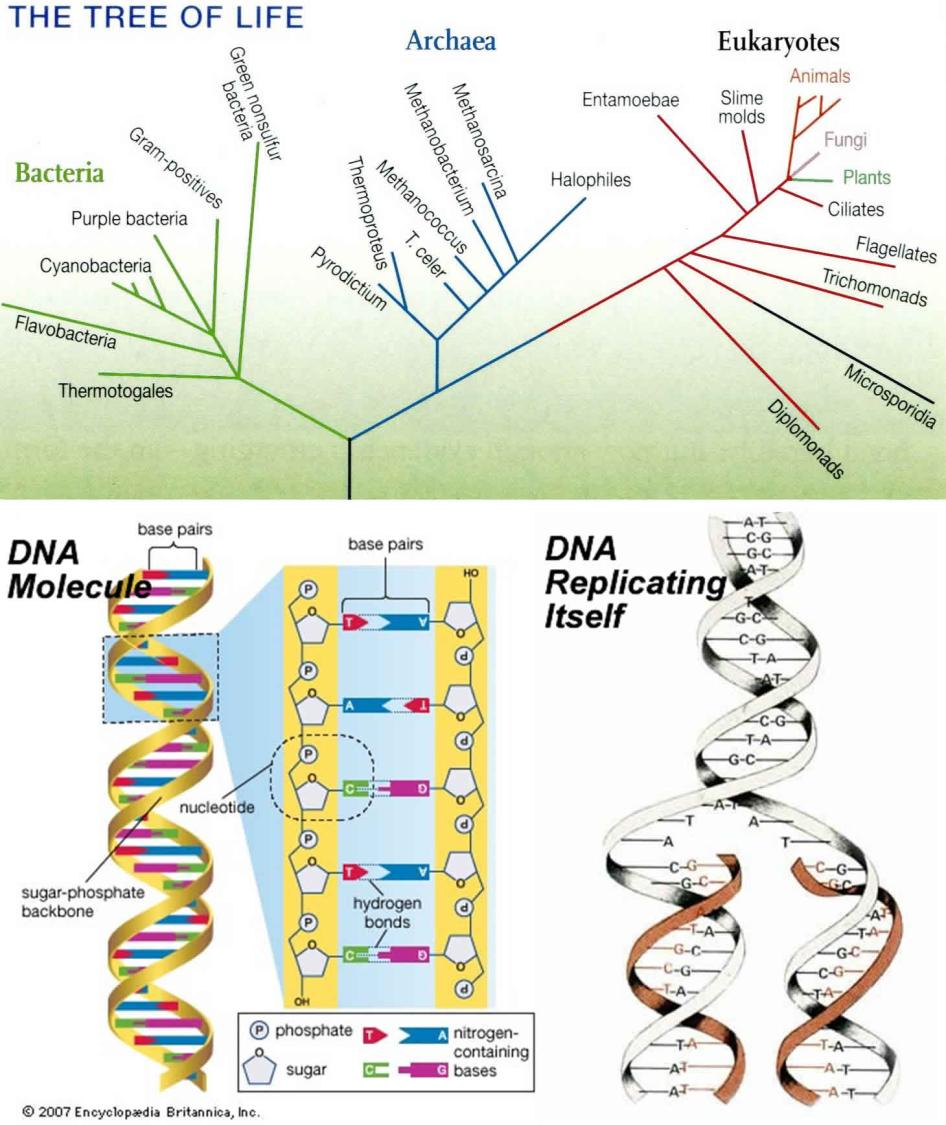 THE TREE OF LIFE
Bacteria
Archaea
Eukaryotes
Green nonsulfur
bacteria
Gram-positives
Purple bacteria
Cyanobacteria
Flavobacteria
Thermotogales
Pyrodictium
Thermoproteus
T. celer
Methanococcus
Methanobacterium
Methanosarcina
Halophiles
Entamoebae
Slime
molds
Animals
Fungi
Plants
Ciliates
Flagellates
Trichomonads
Microsporidia
Diplomonads
DNA
Molecule
base pairs
sugar-phosphate
backbone
base pairs
HO
P
O
T
A
O
P
P
O
A
T
O
P
P
O
C
G
O
P
nucleotide
P
O
T
A
O
P
hydrogen
bonds
P
O
C
G
O
P
OH
P phosphate
O sugar
T A nitrogen-
containing
C G bases
© 2007 Encyclopædia Britannica, Inc.
DNA
Replicating
Itself
A-T
C-G
G-C
A-T
T
G-C
C-G
T-A
A-T
C-G
T-A
G-C
A-T
T A
A T
C-G C-G
G-C G-C
A-T
T-A T-A
G-C G-C
C-G C-G
T-A T-A
T-A T-A
A-T A-T
A-T A-T